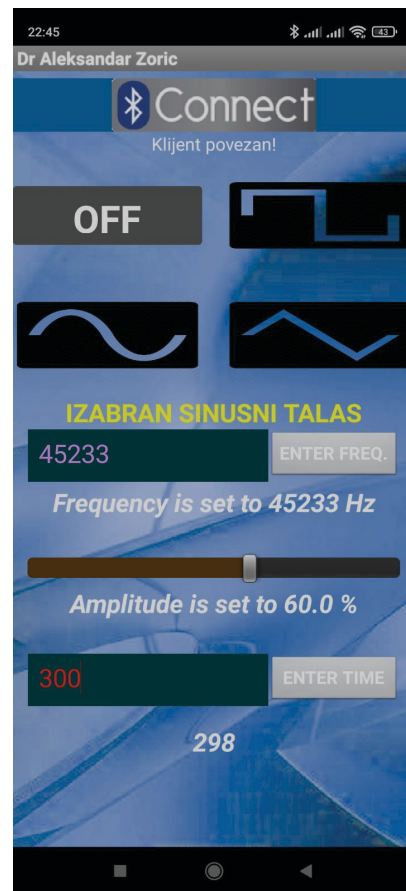 22:45
43
Dr Aleksandar Zoric
Connect
Klijent povezan!
OFF
IZABRAN SINUSNI TALAS
45233
ENTER FREQ.
Frequency is set to 45233 Hz
Amplitude is set to 60.0 %
300
ENTER TIME
298